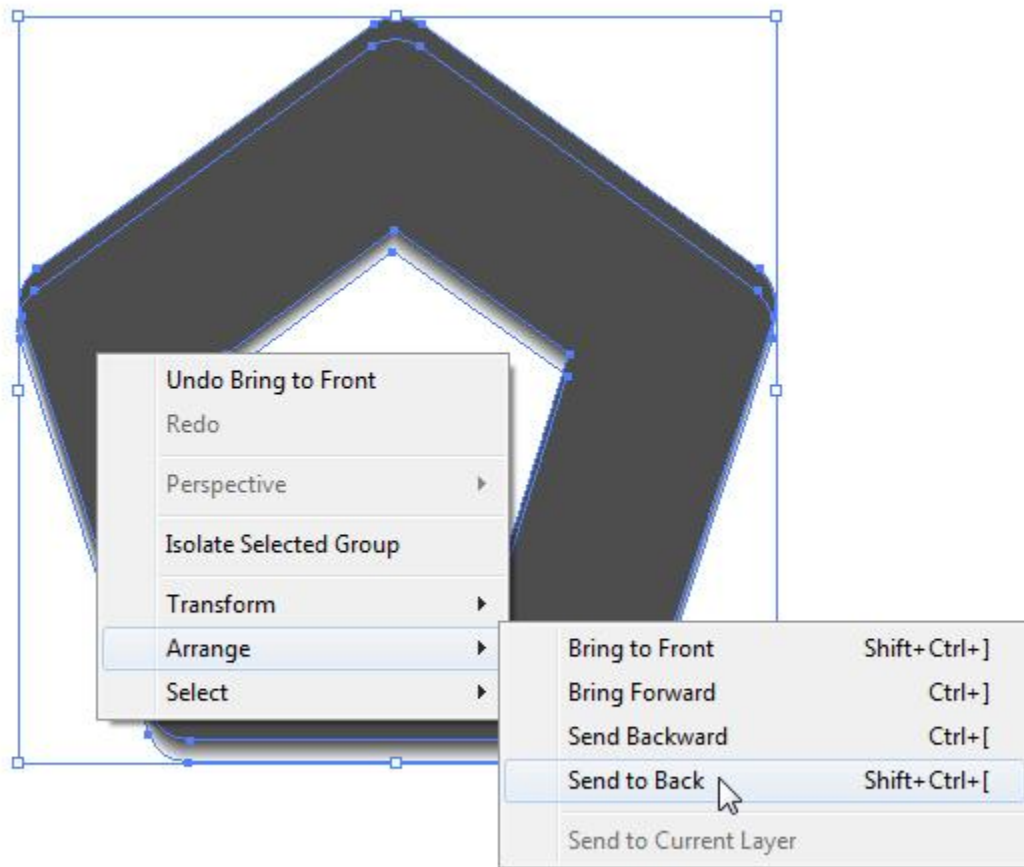 Undo Bring to Front
Redo
Perspective
Isolate Selected Group
Transform
Arrange
Select
Bring to Front Shift+Ctrl+]
Bring Forward Ctrl+]
Send Backward Ctrl+[
Send to Back Shift+Ctrl+[
Send to Current Layer